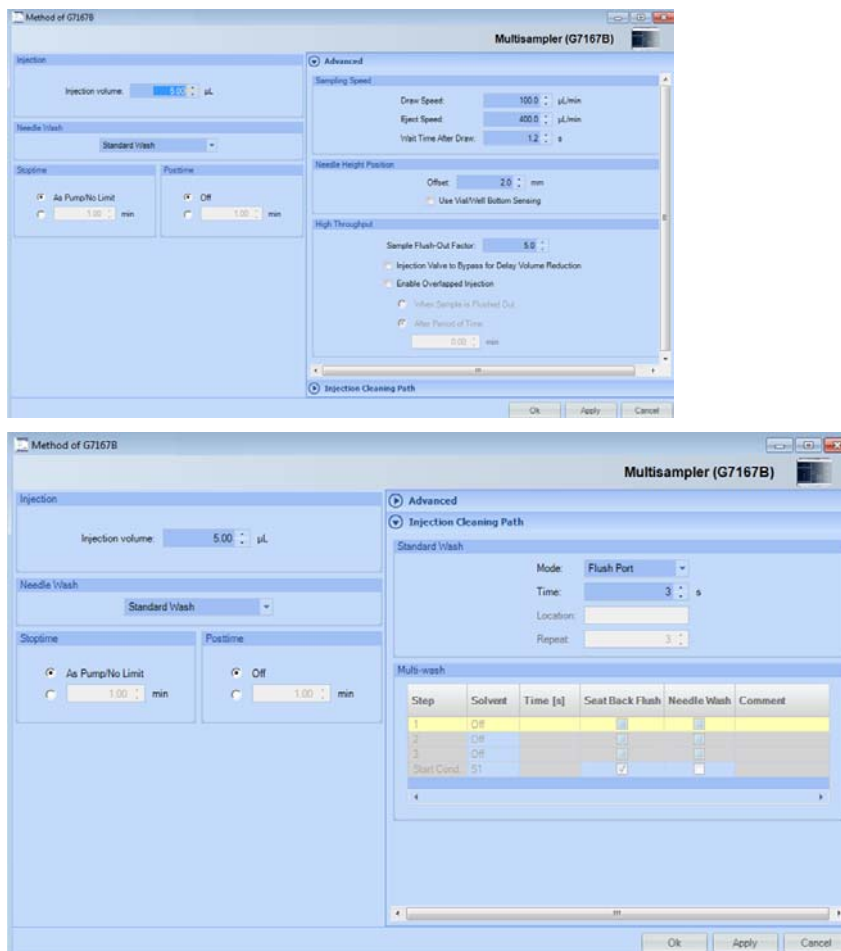 Method of G7167B
Multisampler (G7167B)
Injection
Injection volume: 5.00 µL
Needle Wash
Standard Wash
Stoptime
As Pump/No Limit
1.00 min
Posttime
Off
1.00 min
Advanced
Sampling Speed
Draw Speed: 100.0 µL/min
Eject Speed: 400.0 µL/min
Wait Time After Draw: 1.2 s
Needle Height Position
Offset: 2.0 mm
Use Vial/Well Bottom Sensing
High Throughput
Sample Flush-Out Factor: 5.0
Injection Valve to Bypass for Delay Volume Reduction
Enable Overlapped Injection
When Sample is Flushed Out
After Period of Time:
0.00 min
Injection Cleaning Path
Ok Apply Cancel
Method of G7167B
Multisampler (G7167B)
Injection
Injection volume: 5.00 µL
Needle Wash
Standard Wash
Stoptime
As Pump/No Limit
1.00 min
Posttime
Off
1.00 min
Advanced
Injection Cleaning Path
Standard Wash
Mode: Flush Port
Time: 3 s
Location:
Repeat: 3
Multi-wash
Step Solvent Time [s] Seat Back Flush Needle Wash Comment
1 Off
2 Off
3 Off
Start Cond. S1
Ok Apply Cancel